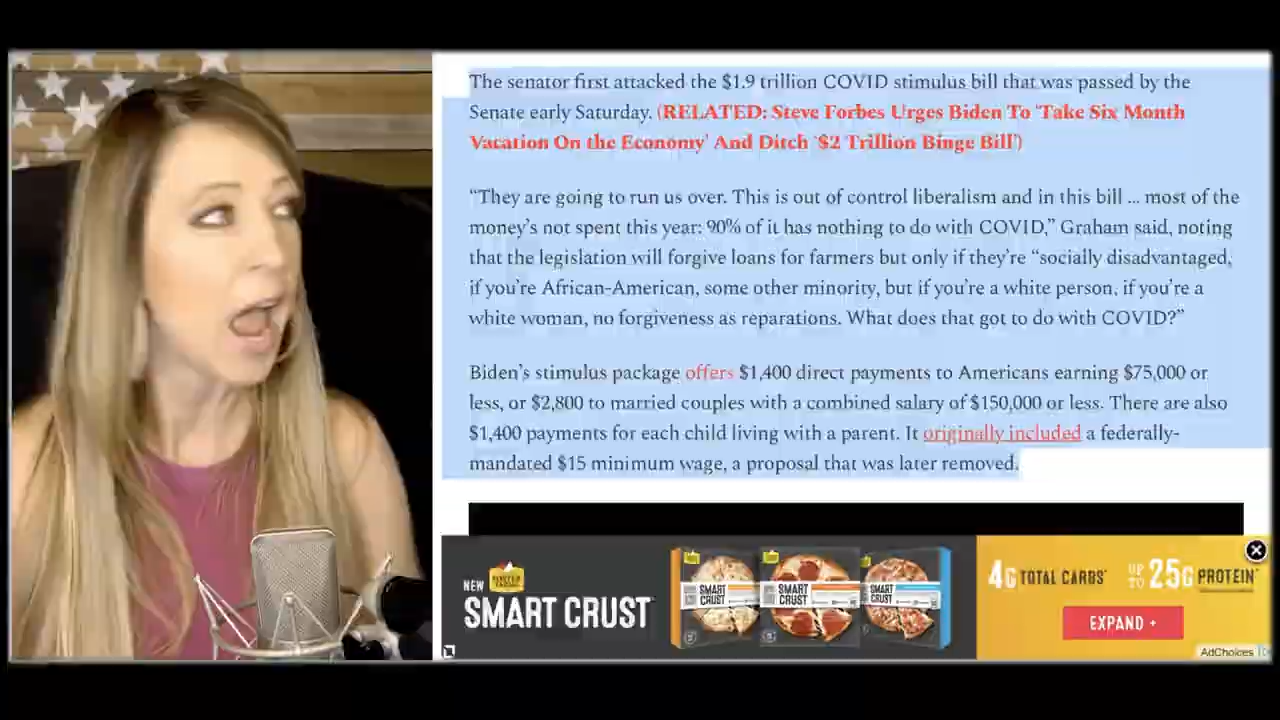 The senator first attacked the $1.9 trillion COVID stimulus bill that was passed by the
Senate early Saturday. (RELATED: Steve Forbes Urges Biden To ‘Take Six Month
Vacation On the Economy’ And Ditch ‘$2 Trillion Binge Bill’)
“They are going to run us over. This is out of control liberalism and in this bill ... most of the
money’s not spent this year: 90% of it has nothing to do with COVID,” Graham said, noting
that the legislation will forgive loans for farmers but only if they’re “socially disadvantaged,
if you’re African-American, some other minority, but if you’re a white person, if you’re a
white woman, no forgiveness as reparations. What does that got to do with COVID?”
Biden’s stimulus package offers $1,400 direct payments to Americans earning $75,000 or
less, or $2,800 to married couples with a combined salary of $150,000 or less. There are also
$1,400 payments for each child living with a parent. It originally included a federally-
mandated $15 minimum wage, a proposal that was later removed.
NEW
SMART CRUST
SMART CRUST
SMART CRUST
SMART CRUST
4G TOTAL CARBS*
UP TO 25G PROTEIN*
EXPAND +
AdChoices